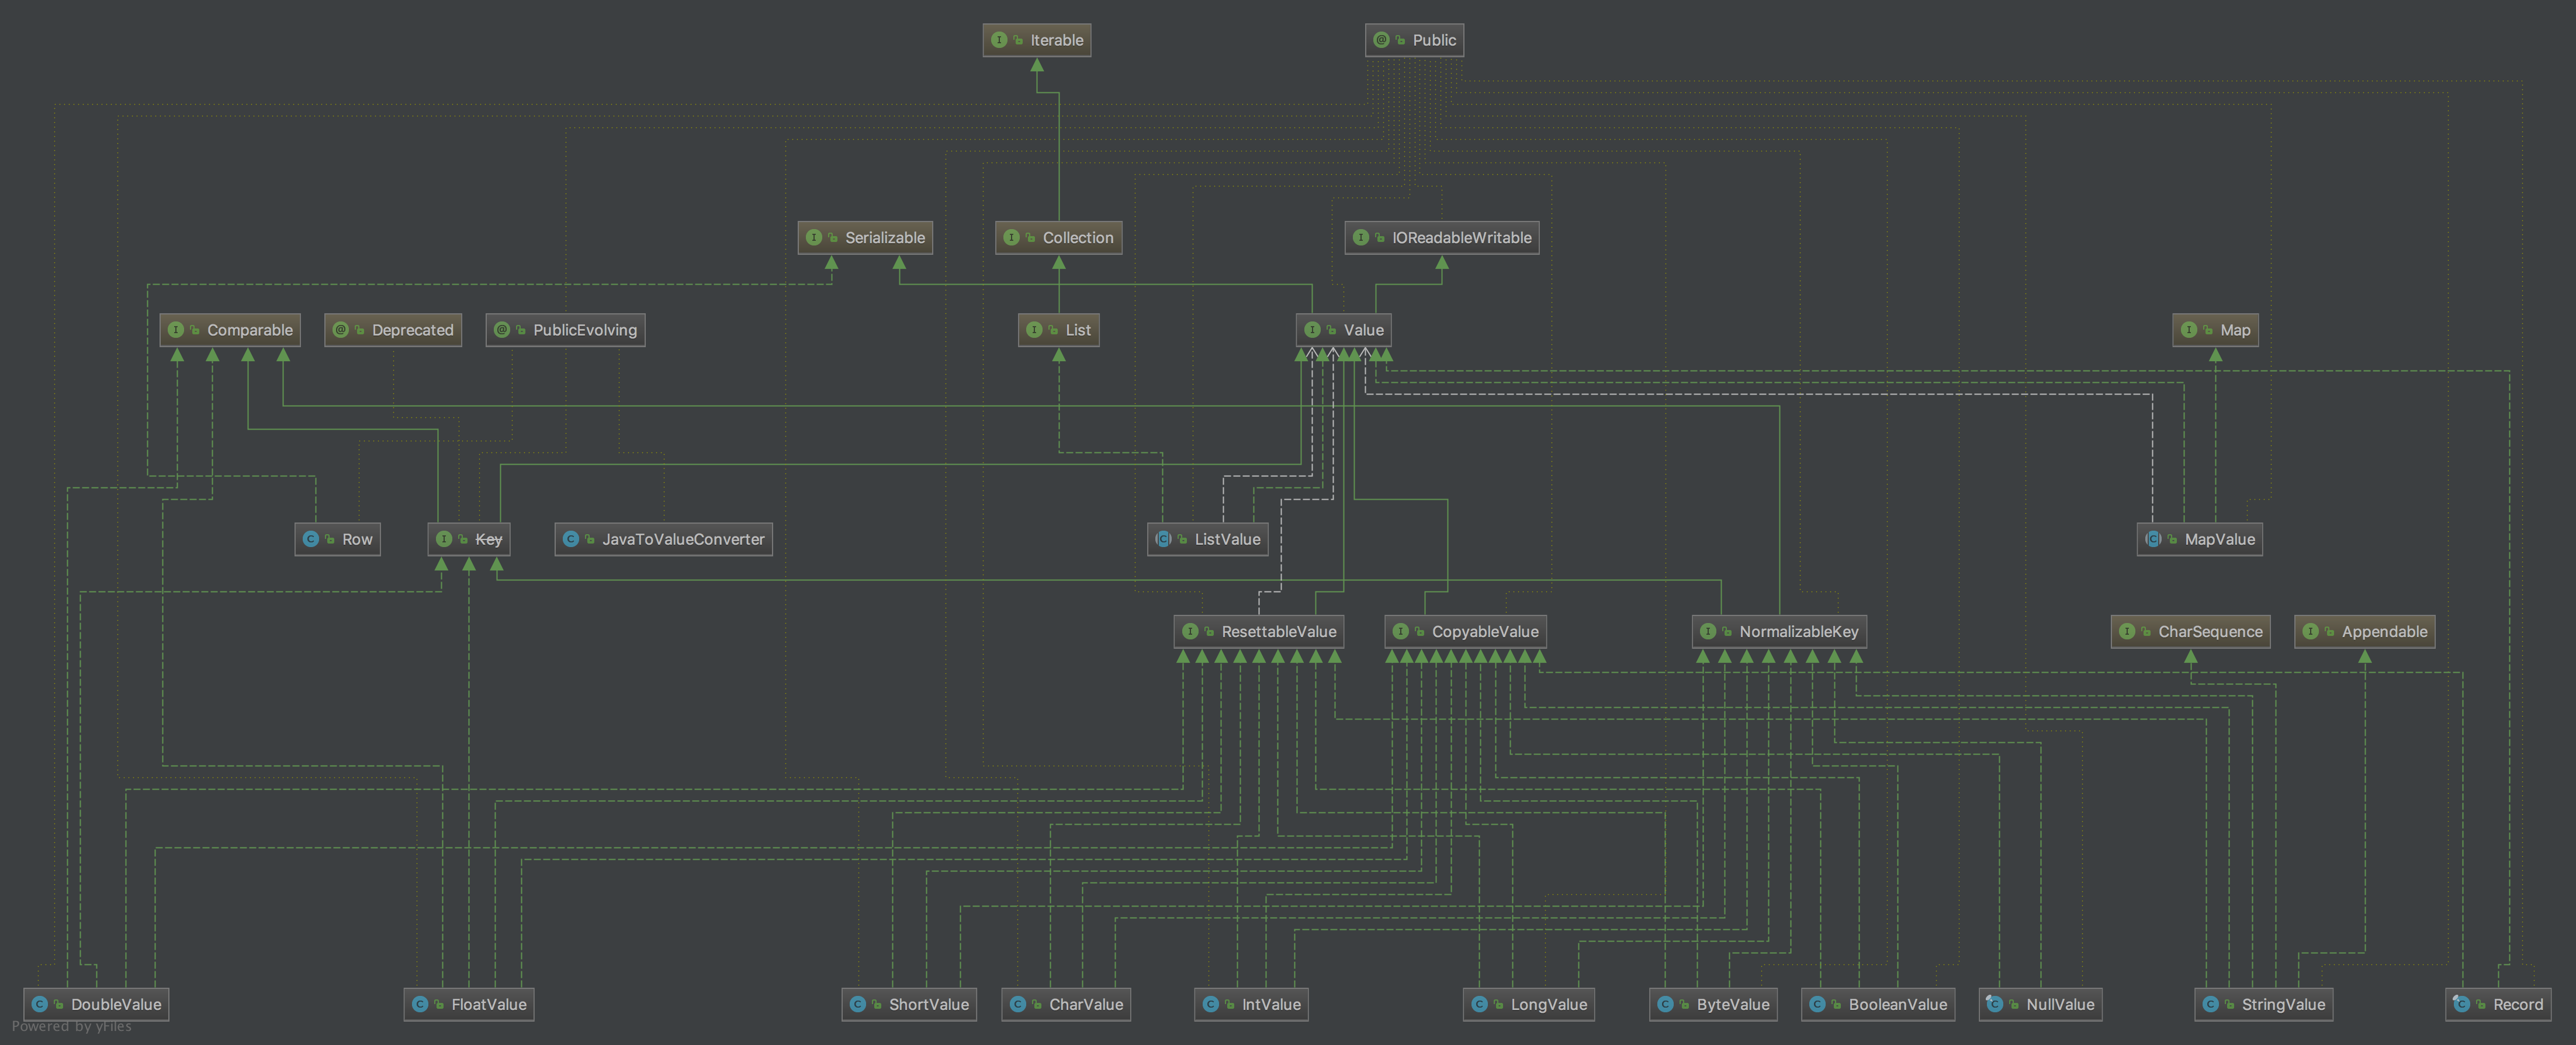 Iterable
Public
Serializable
Collection
IOReadableWritable
Comparable
Deprecated
PublicEvolving
List
Value
Map
Row
Key
JavaToValueConverter
ListValue
MapValue
ResettableValue
CopyableValue
NormalizableKey
CharSequence
Appendable
DoubleValue
FloatValue
ShortValue
CharValue
IntValue
LongValue
ByteValue
BooleanValue
NullValue
StringValue
Record
Powered by yFiles